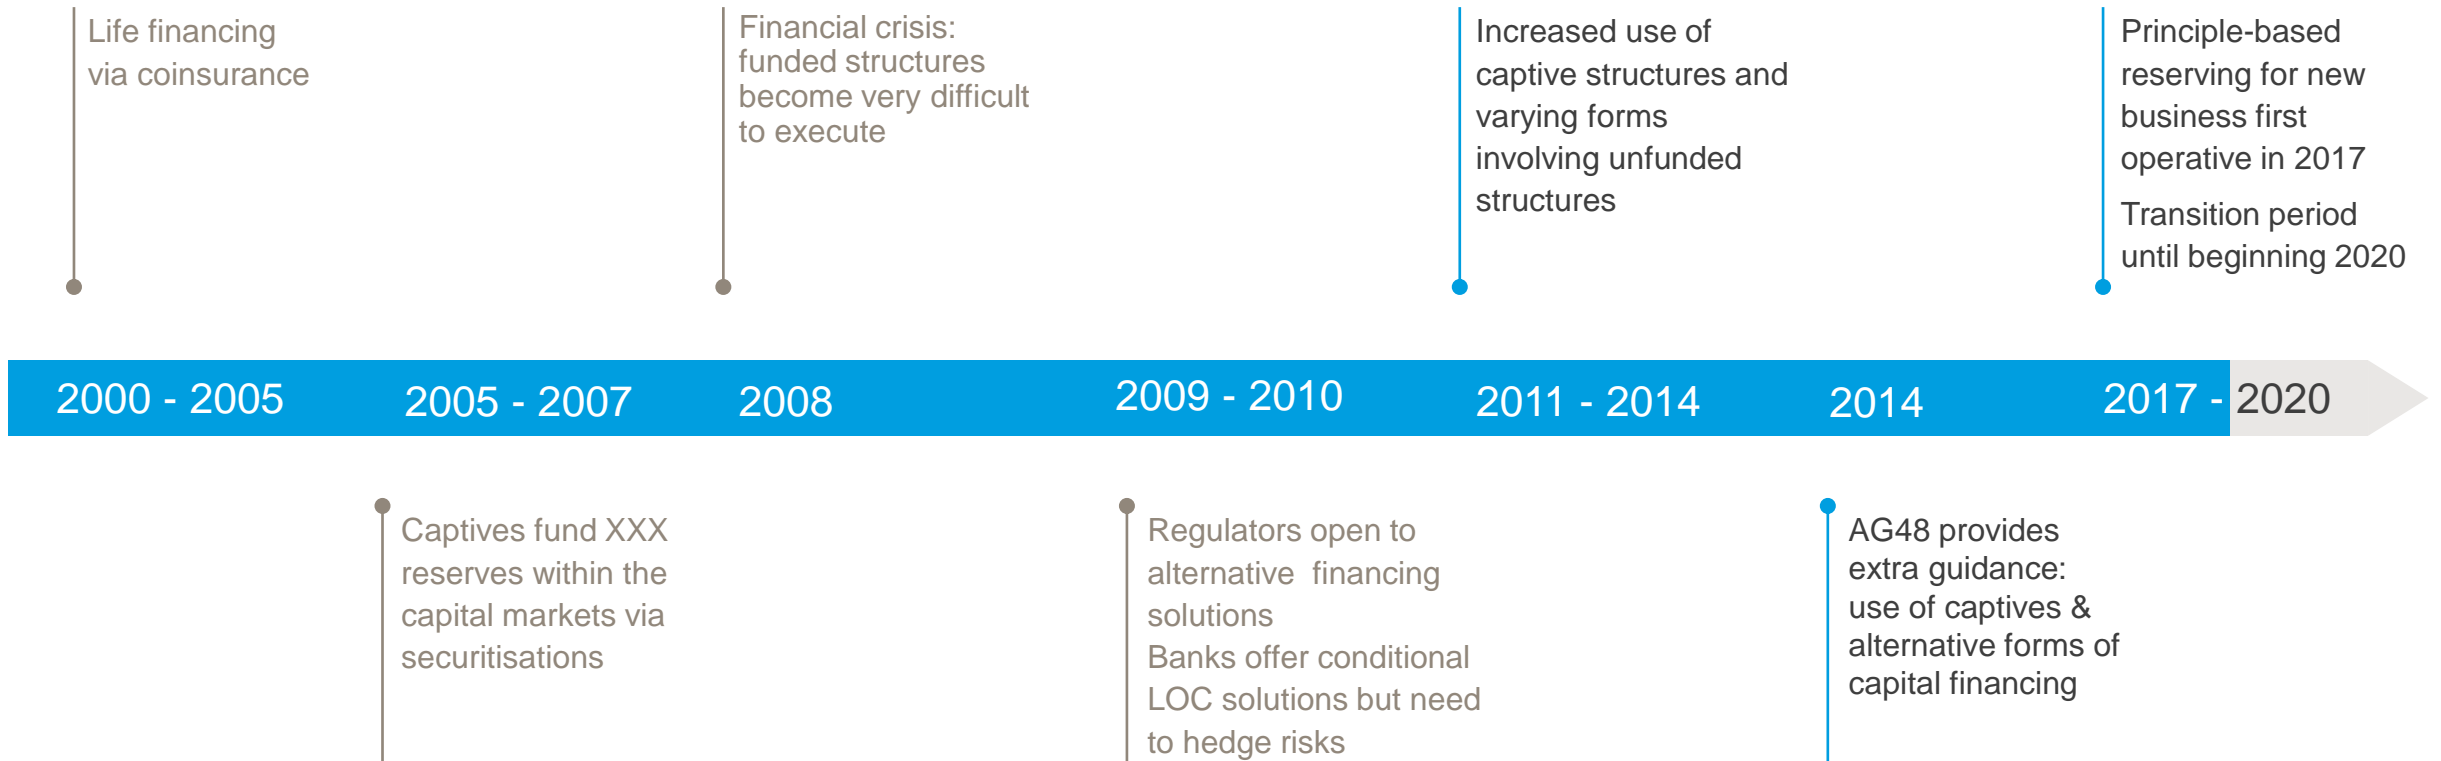 Life financing
via coinsurance
Financial crisis:
funded structures
become very difficult
to execute
Increased use of
captive structures and
varying forms
involving unfunded
structures
Principle-based
reserving for new
business first
operative in 2017
Transition period
until beginning 2020
2000 - 2005
2005 - 2007
2008
2009 - 2010
2011 - 2014
2014
2017 - 2020
Captives fund XXX
reserves within the
capital markets via
securitisations
Regulators open to
alternative  financing
solutions
Banks offer conditional
LOC solutions but need
to hedge risks
AG48 provides
extra guidance:
use of captives &
alternative forms of
capital financing